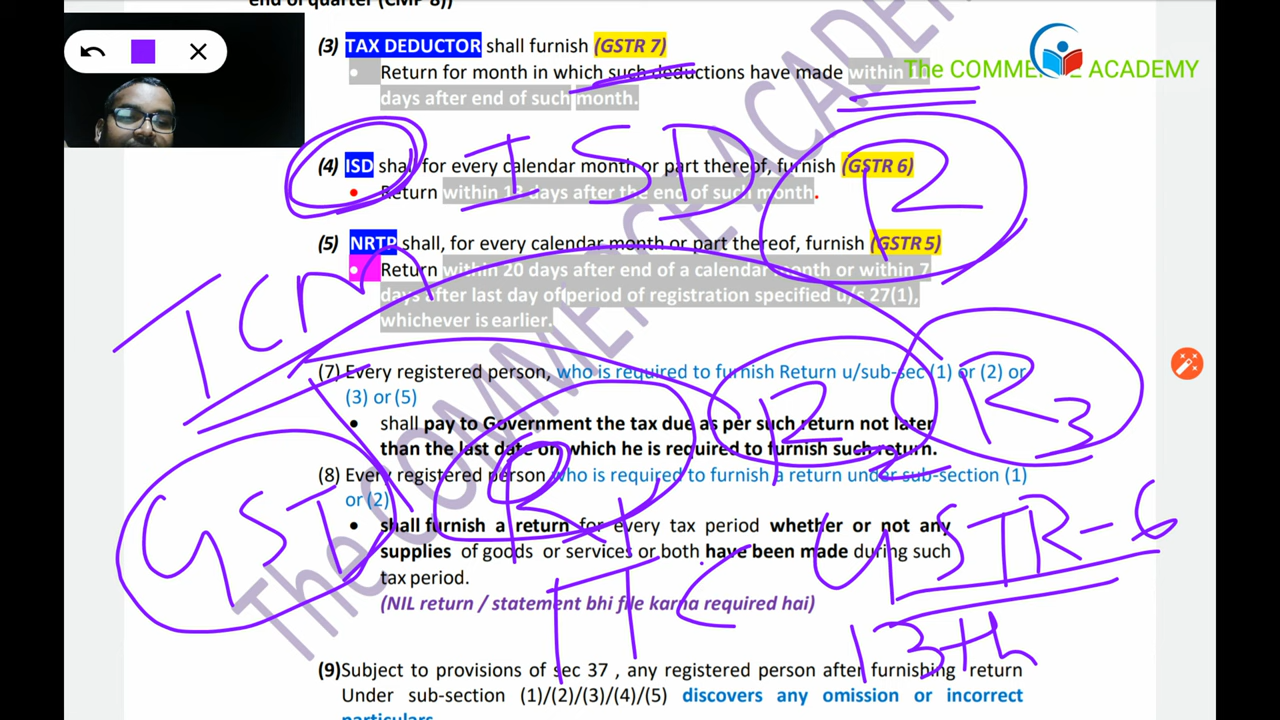 end of quarter (CMP 8))
(3) TAX DEDUCTOR shall furnish (GSTR 7)
The COMMERCE ACADEMY
• Return for month in which such deductions have made within
days after end of such month.
(4) ISD shall for every calendar month or part thereof, furnish (GSTR 6)
ISD
R
• Return within 13 days after the end of such month.
(5) NRTP shall, for every calendar month or part thereof, furnish (GSTR 5)
• Return within 20 days after end of a calendar month or within 7
days after last day of period of registration specified u/s 27(1),
whichever is earlier.
(7) Every registered person, who is required to furnish Return u/sub-sec (1) or (2) or
(3) or (5)
R
R3
• shall pay to Government the tax due as per such return not later
than the last date on which he is required to furnish such return.
(8) Every registered person who is required to furnish a return under sub-section (1)
or (2)
• shall furnish a return for every tax period whether or not any
supplies of goods or services or both have been made during such
tax period.
(NIL return / statement bhi file karna required hai)
GST
ITC
GSTR-6
13th
(9)Subject to provisions of sec 37 , any registered person after furnishing return
Under sub-section (1)/(2)/(3)/(4)/(5) discovers any omission or incorrect
particulars
The COMMERCE ACADEMY